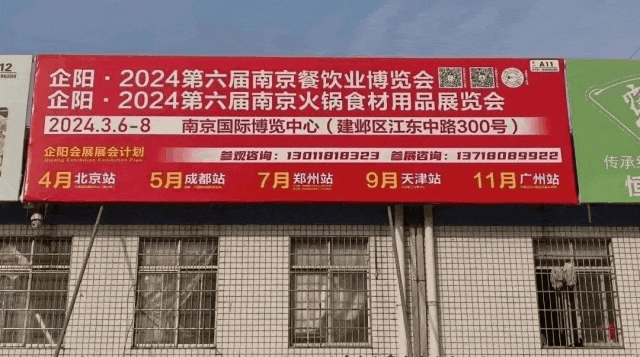 企阳·2024第六届南京餐饮业博览会
企阳·2024第六届南京火锅食材用品展览会
A11
2024.3.6-8 南京国际博览中心（建邺区江东中路300号）
企阳会展展会计划
Qiyang Exhibition Exhibition Plan
参观咨询：13011818323 参展咨询：13718089922
4月北京站 5月成都站 7月郑州站 9月天津站 11月广州站
12
传承